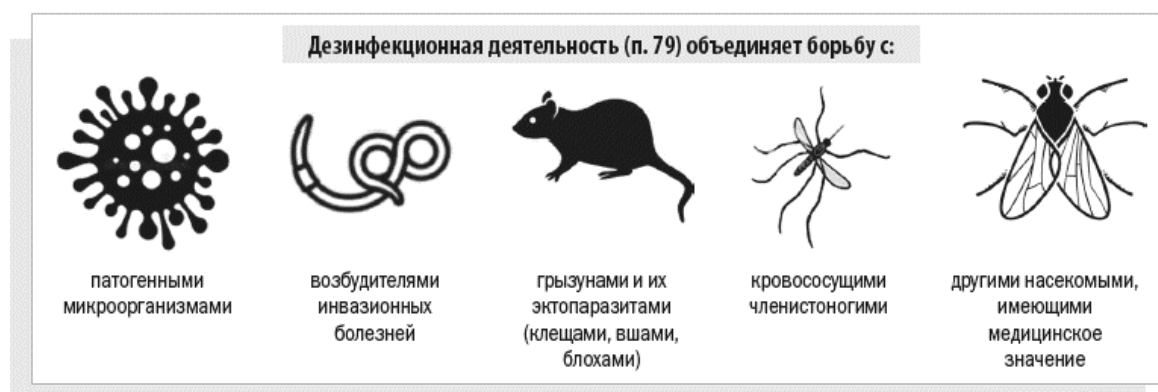 Дезинфекционная деятельность (п. 79) объединяет борьбу с:
патогенными
микроорганизмами
возбудителями
инвазионных
болезней
грызунами и их
эктопаразитами
(клещами, вшами,
блохами)
кровососущими
членистоногими
другими насекомыми,
имеющими
медицинское
значение